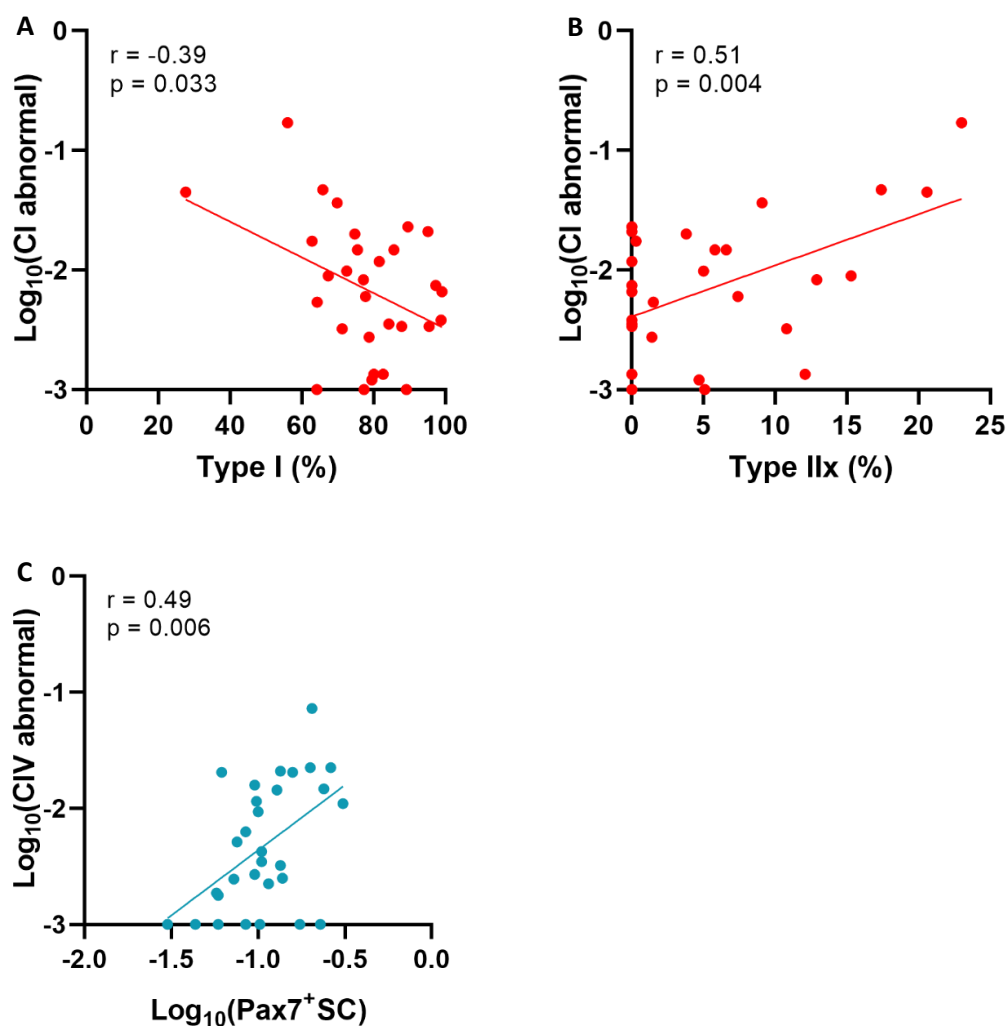 A
r = -0.39
p = 0.033
Log10(CI abnormal)
0
-1
-2
-3
0 20 40 60 80 100
Type I (%)
B
r = 0.51
p = 0.004
Log10(CI abnormal)
0
-1
-2
-3
0 5 10 15 20 25
Type IIx (%)
C
r = 0.49
p = 0.006
Log10(CIV abnormal)
0
-1
-2
-3
-2.0 -1.5 -1.0 -0.5 0.0
Log10(Pax7+SC)